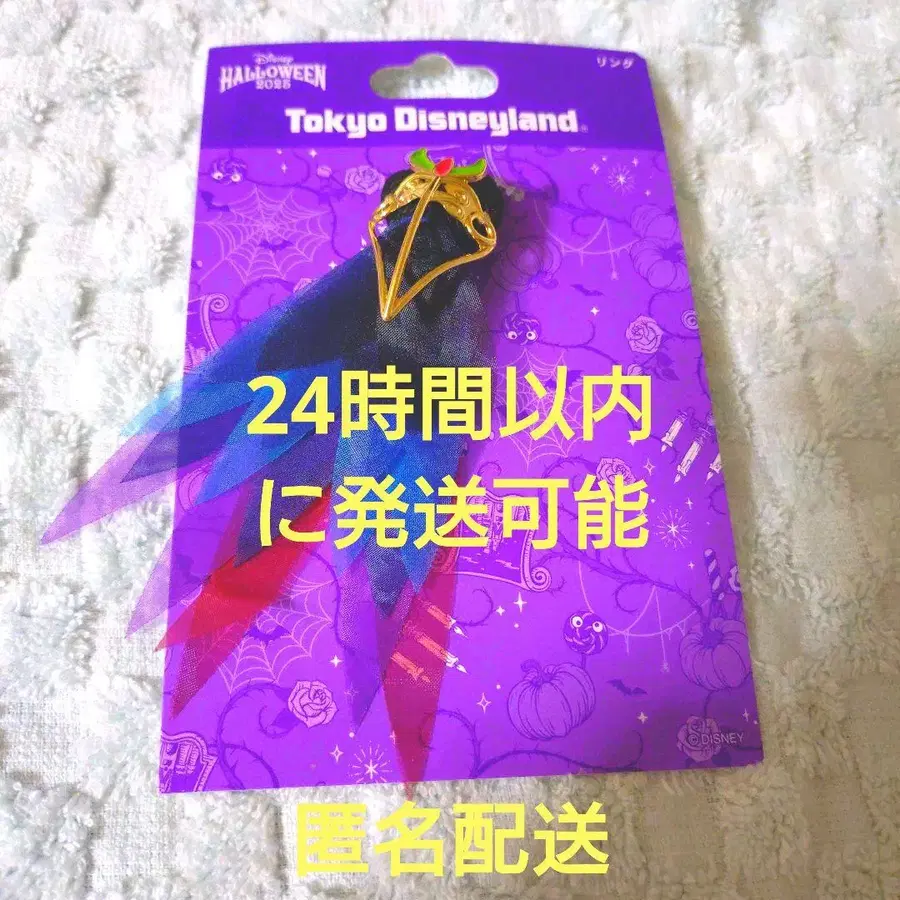 Disney
HALLOWEEN
2025
リング
Tokyo Disneyland®
24時間以内
に発送可能
©DISNEY
匿名配送